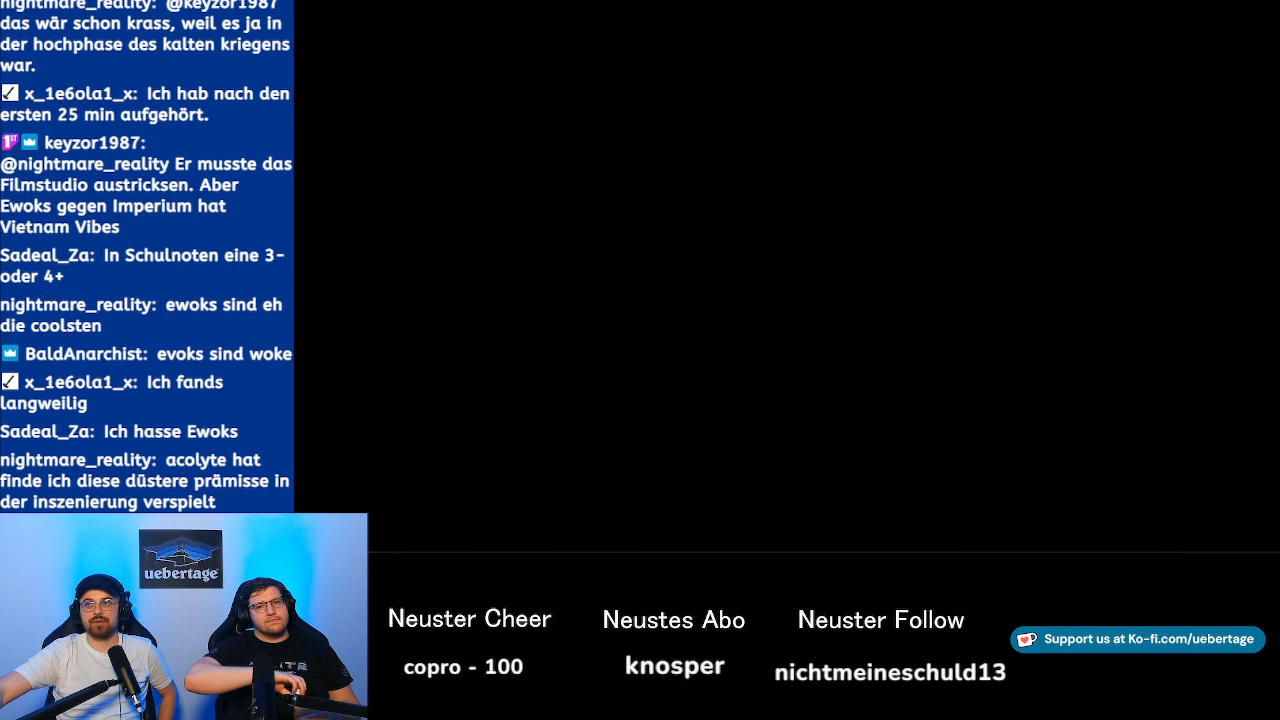 nightmare_reality: @keyzor1987
das wär schon krass, weil es ja in
der hochphase des kalten kriegens
war.
x_1e6ola1_x: Ich hab nach den
ersten 25 min aufgehört.
1ST keyzor1987:
@nightmare_reality Er musste das
Filmstudio austricksen. Aber
Ewoks gegen Imperium hat
Vietnam Vibes
Sadeal_Za: In Schulnoten eine 3-
oder 4+
nightmare_reality: ewoks sind eh
die coolsten
BaldAnarchist: evoks sind woke
x_1e6ola1_x: Ich fands
langweilig
Sadeal_Za: Ich hasse Ewoks
nightmare_reality: acolyte hat
finde ich diese düstere prämisse in
der inszenierung verspielt
uebertage
Neuster Cheer
copro - 100
Neustes Abo
knosper
Neuster Follow
nichtmeineschuld13
Support us at Ko-fi.com/uebertage